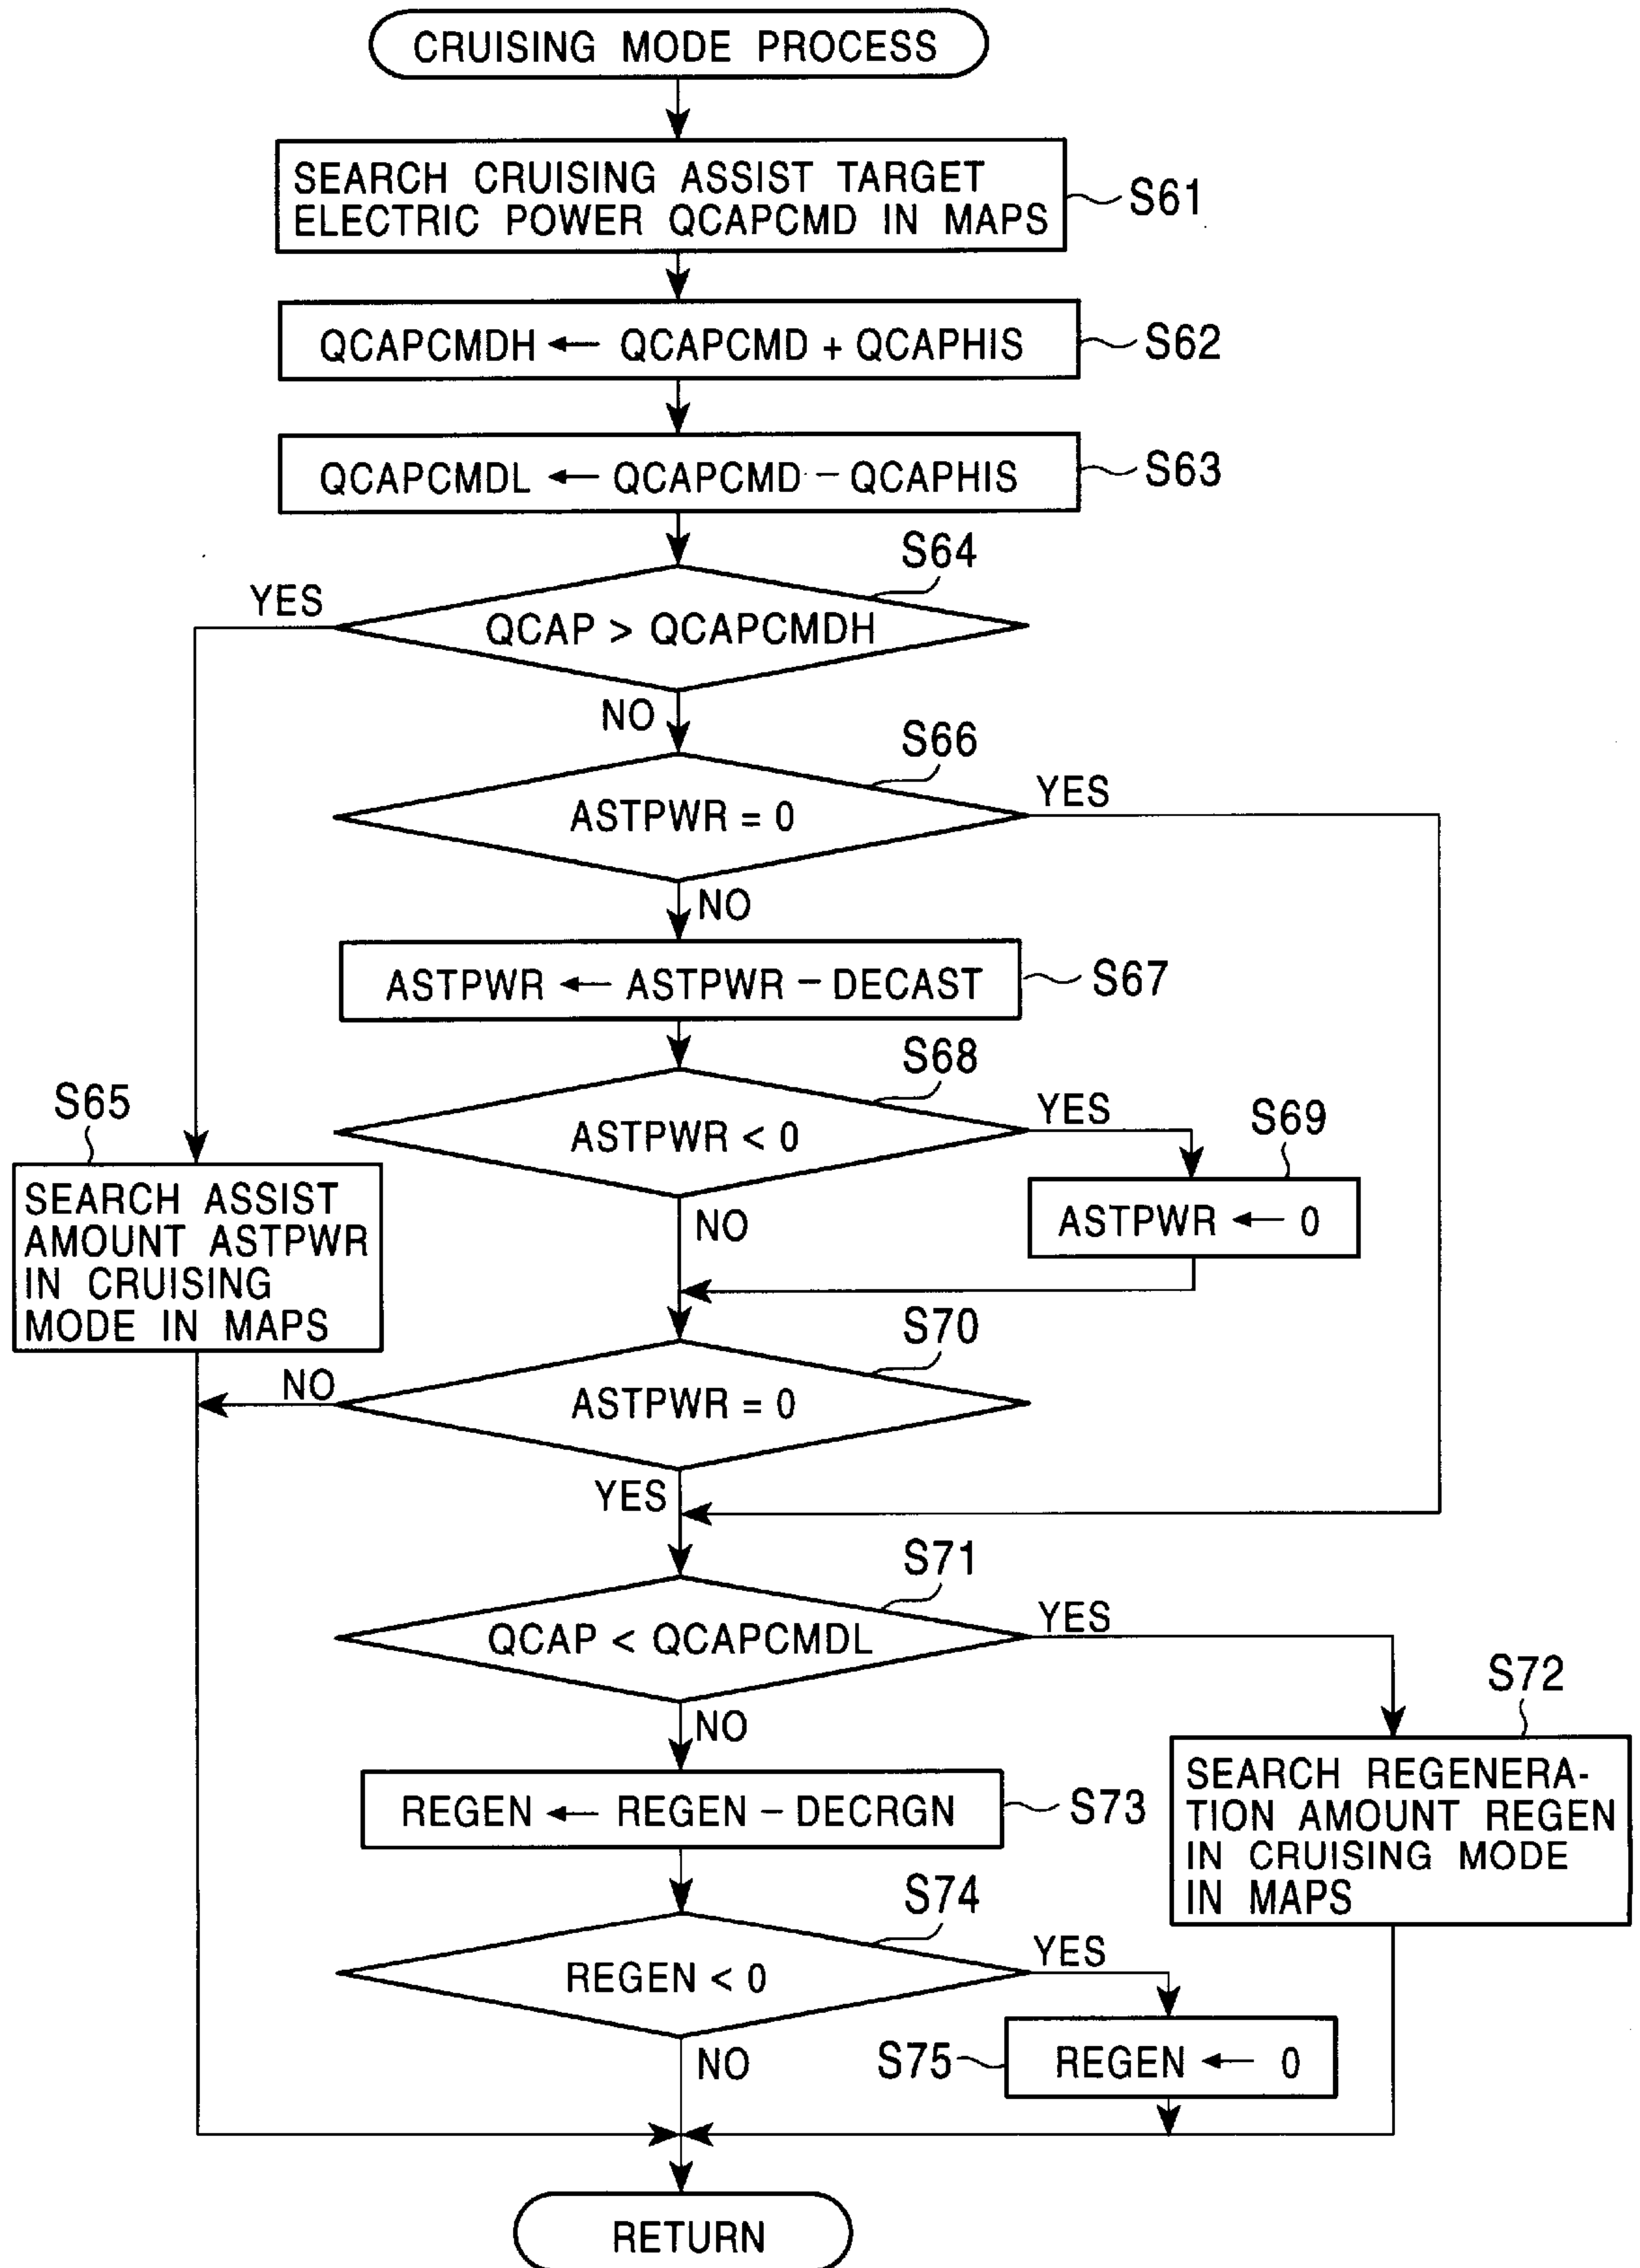 CRUISING MODE PROCESS
SEARCH CRUISING ASSIST TARGET
ELECTRIC POWER QCAPCMD IN MAPS
S61
QCAPCMDH ← QCAPCMD + QCAPHIS
S62
QCAPCMDL ← QCAPCMD − QCAPHIS
S63
S64
YES
QCAP > QCAPCMDH
NO
S66
YES
ASTPWR = 0
NO
ASTPWR ← ASTPWR − DECAST
S67
S68
YES
ASTPWR < 0
NO
S69
ASTPWR ← 0
S65
SEARCH ASSIST
AMOUNT ASTPWR
IN CRUISING
MODE IN MAPS
S70
NO
ASTPWR = 0
YES
S71
YES
QCAP < QCAPCMDL
NO
S72
SEARCH REGENERA-
TION AMOUNT REGEN
IN CRUISING MODE
IN MAPS
REGEN ← REGEN − DECRGN
S73
S74
YES
REGEN < 0
NO
S75
REGEN ← 0
RETURN